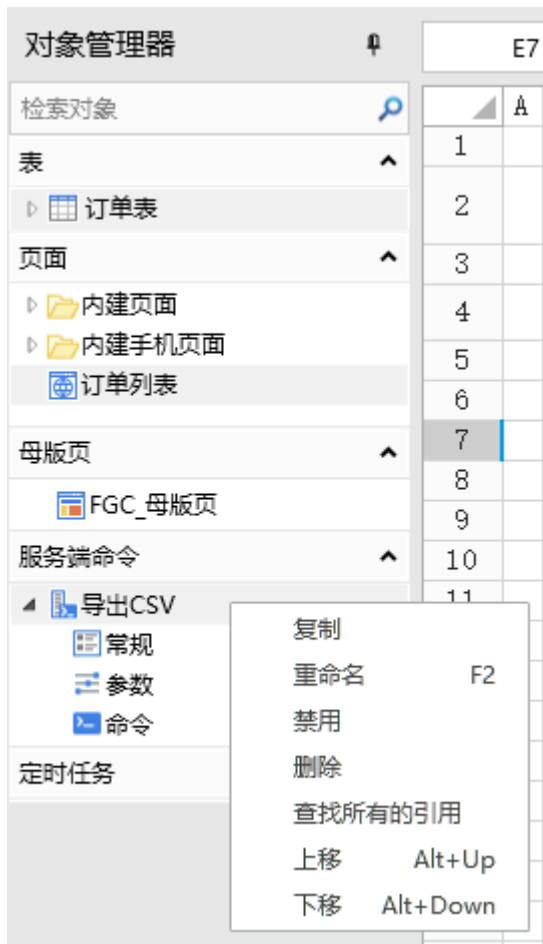 对象管理器
E7
检索对象
A
表
1
订单表
2
页面
3
内建页面
4
内建手机页面
5
订单列表
6
7
母版页
8
FGC_母版页
9
服务端命令
10
导出CSV
11
常规
参数
命令
定时任务
复制
重命名 F2
禁用
删除
查找所有的引用
上移 Alt+Up
下移 Alt+Down